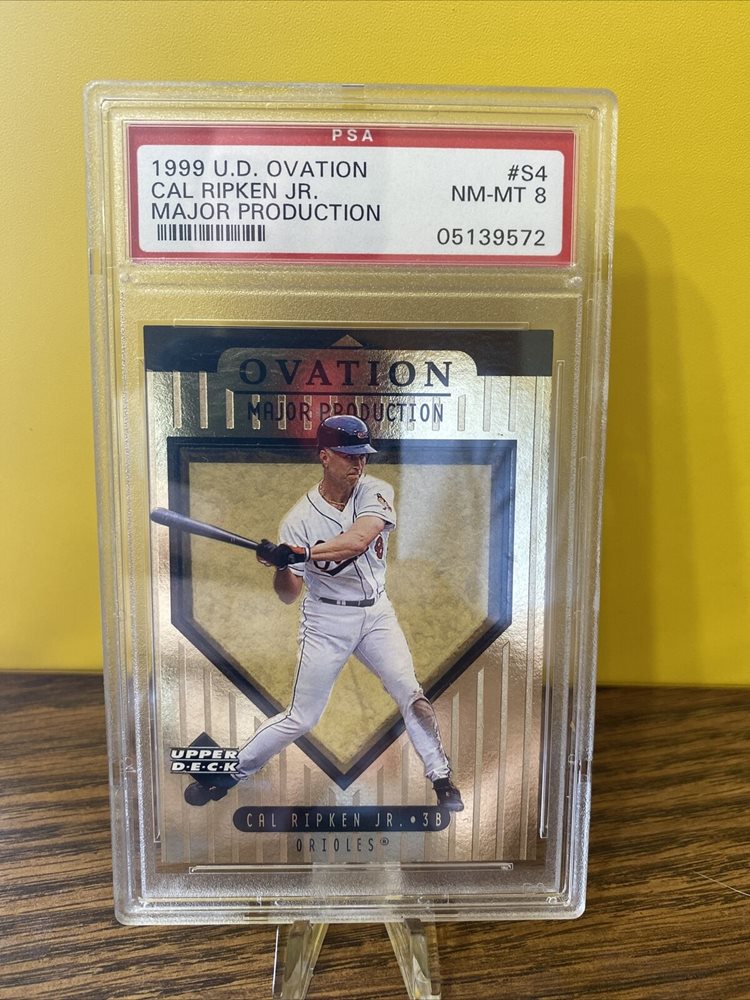 PSA
1999 U.D. OVATION #S4
CAL RIPKEN JR. NM-MT 8
MAJOR PRODUCTION
05139572
OVATION
MAJOR PRODUCTION
8
UPPER
D•E•C•K
CAL RIPKEN JR. • 3B
ORIOLES®